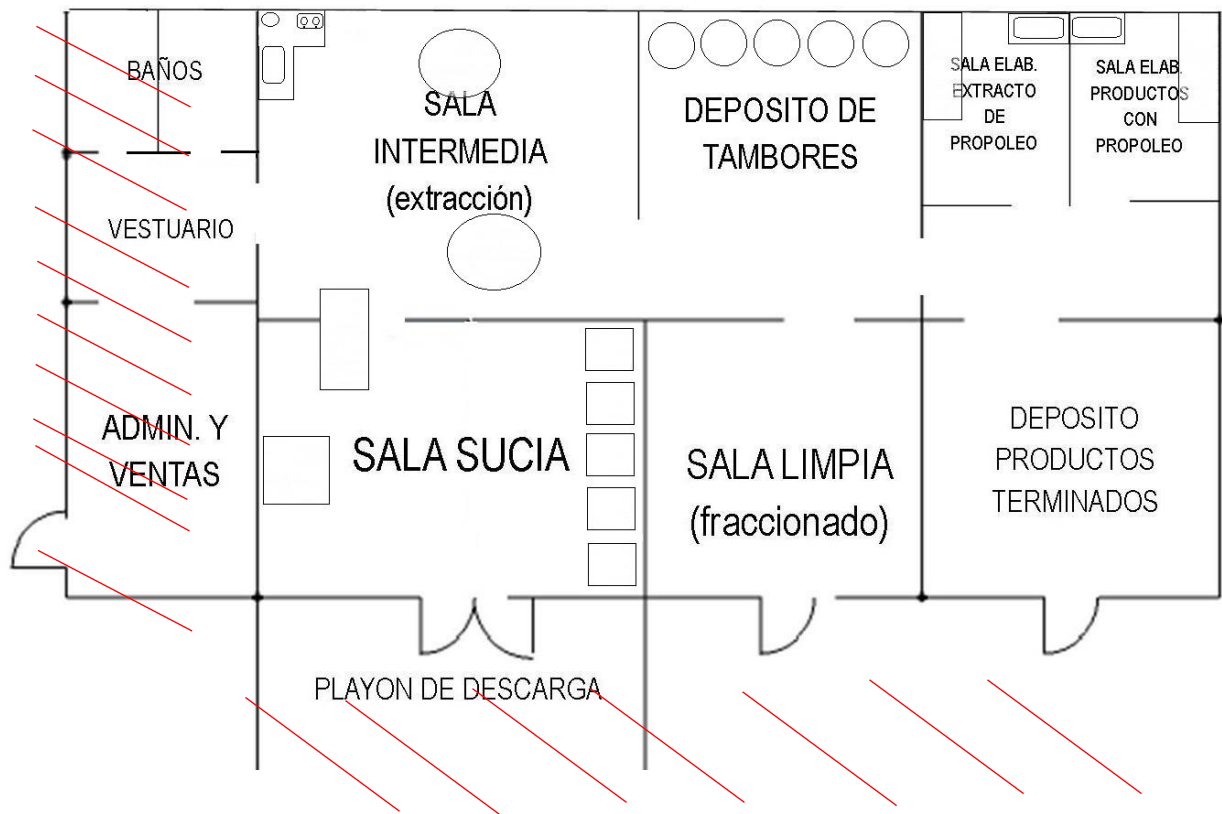 BAÑOS
VESTUARIO
ADMIN. Y
VENTAS
SALA
INTERMEDIA
(extracción)
DEPOSITO DE
TAMBORES
SALA ELAB.
EXTRACTO
DE
PROPOLEO
SALA ELAB.
PRODUCTOS
CON
PROPOLEO
SALA SUCIA
SALA LIMPIA
(fraccionado)
DEPOSITO
PRODUCTOS
TERMINADOS
PLAYON DE DESCARGA